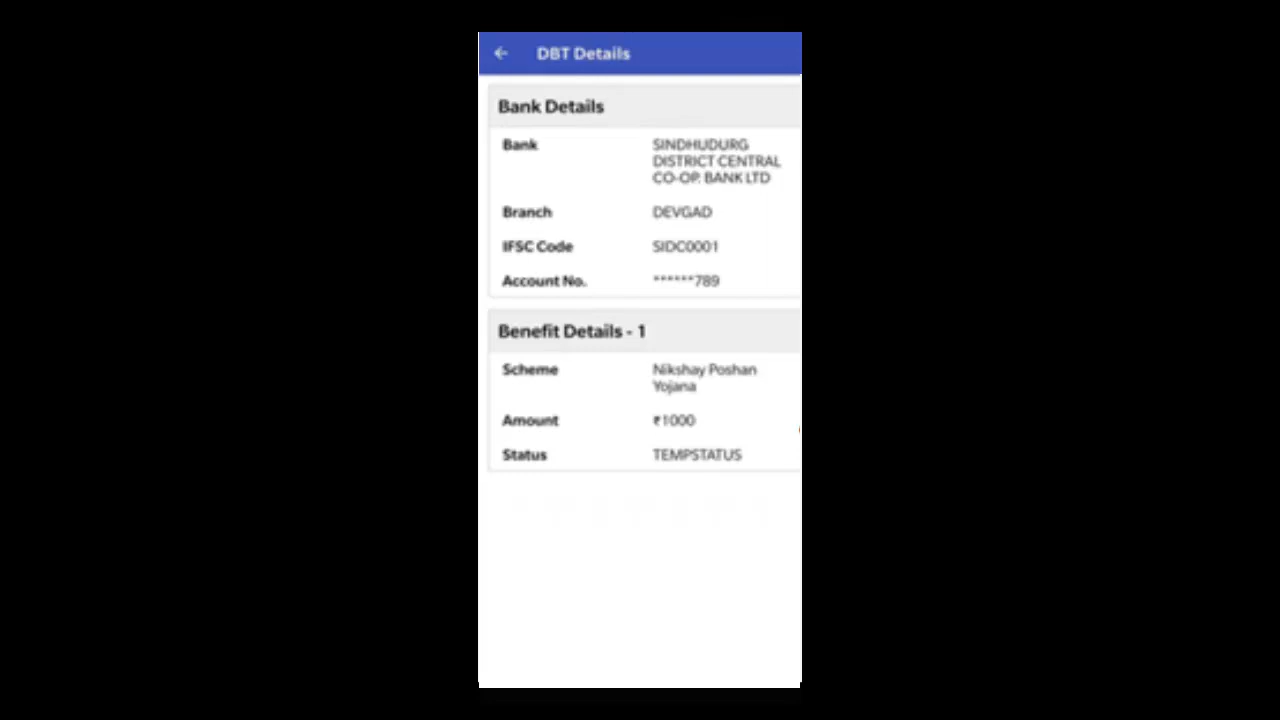 ← DBT Details
Bank Details
Bank SINDHUDURG
DISTRICT CENTRAL
CO-OP. BANK LTD
Branch DEVGAD
IFSC Code SIDC0001
Account No. ******789
Benefit Details - 1
Scheme Nikshay Poshan
Yojana
Amount ₹1000
Status TEMPSTATUS